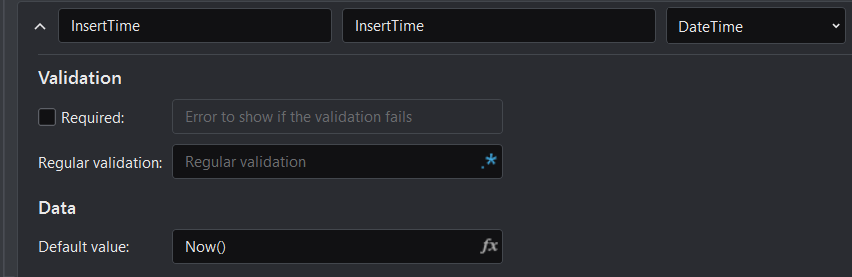 InsertTime InsertTime DateTime
Validation
Required: Error to show if the validation fails
Regular validation: Regular validation .*
Data
Default value: Now() fx